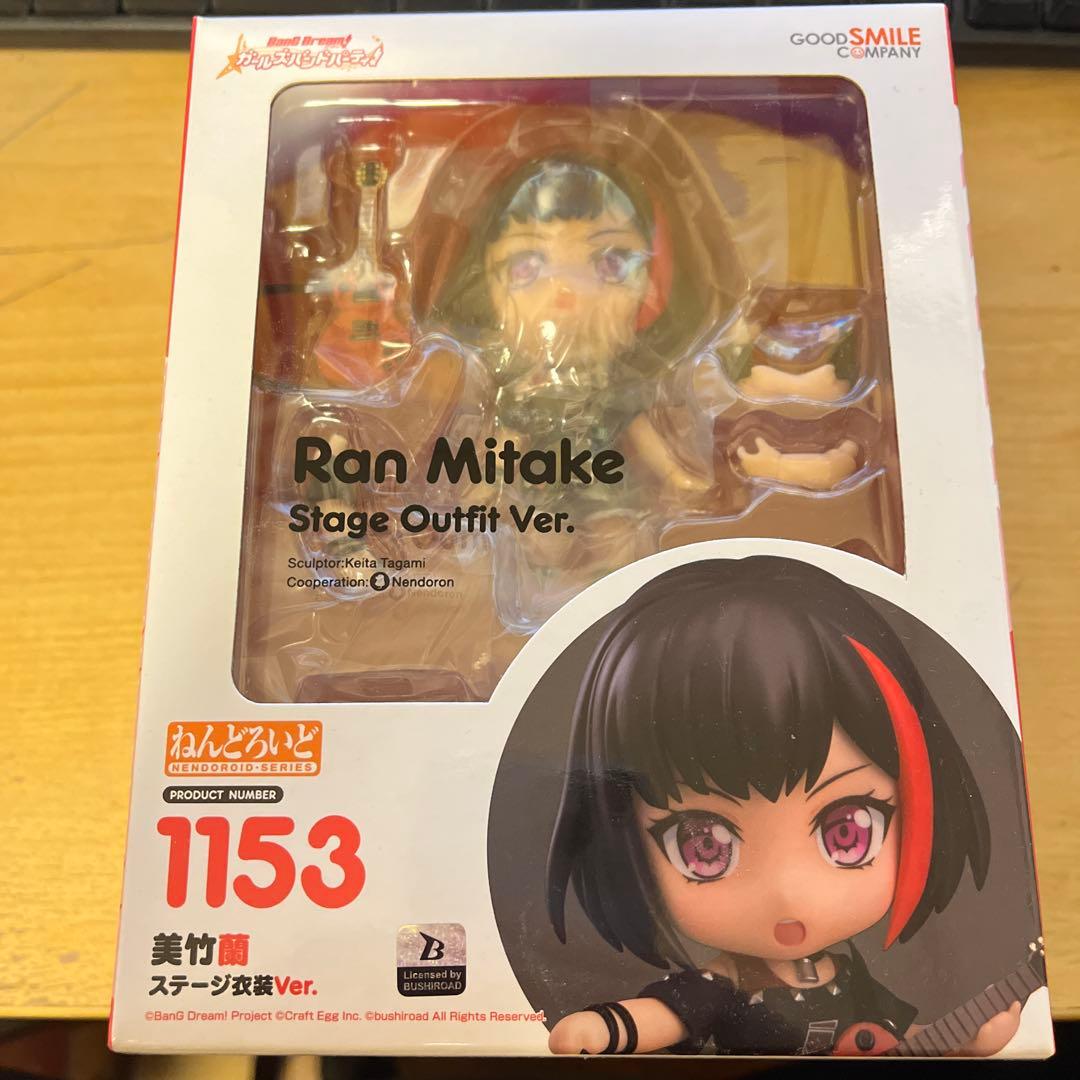 BanG Dream!
ガールズバンドパーティ!
GOOD SMILE
COMPANY
Ran Mitake
Stage Outfit Ver.
Sculptor:Keita Tagami
Cooperation: Nendoron
ねんどろいど
NENDOROID·SERIES
PRODUCT NUMBER
1153
美竹蘭
ステージ衣装Ver.
B
Licensed by
BUSHIROAD
©BanG Dream! Project ©Craft Egg Inc. ©bushiroad All Rights Reserved.